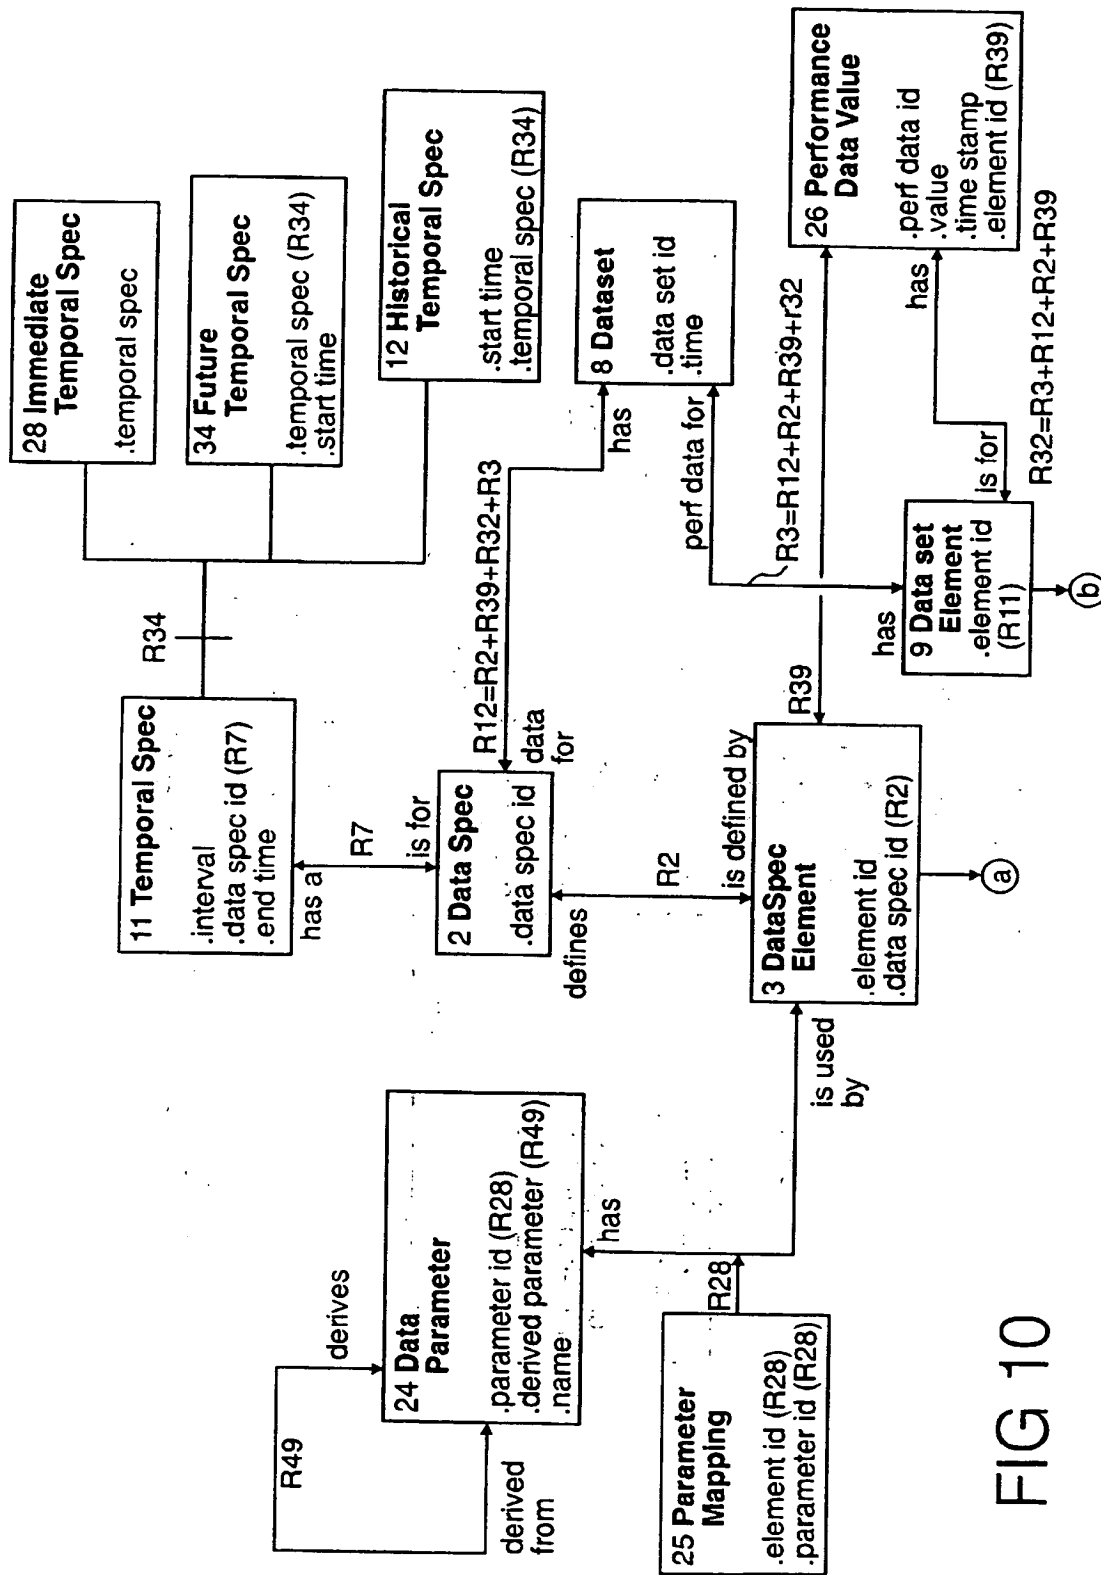 28 Immediate
Temporal Spec
.temporal spec
34 Future
Temporal Spec
.temporal spec (R34)
.start time
12 Historical
Temporal Spec
.start time
.temporal spec (R34)
R34
11 Temporal Spec
.interval
.data spec id (R7)
.end time
has a
R7
is for
2 Data Spec
.data spec id
data
for
R12=R2+R39+R32+R3
has
8 Dataset
.data set id
.time
perf data for
R3=R12+R2+R39+r32
has
defines
R2
is defined by
3 DataSpec
Element
.element id
.data spec id (R2)
a
R39
26 Performance
Data Value
.perf data id
.value
.time stamp
.element id (R39)
has
is for
R32=R3+R12+R2+R39
9 Data set
Element
.element id
(R11)
b
R49
derives
derived
from
24 Data
Parameter
.parameter id (R28)
.derived parameter (R49)
.name
has
R28
is used
by
25 Parameter
Mapping
.element id (R28)
.parameter id (R28)
FIG 10